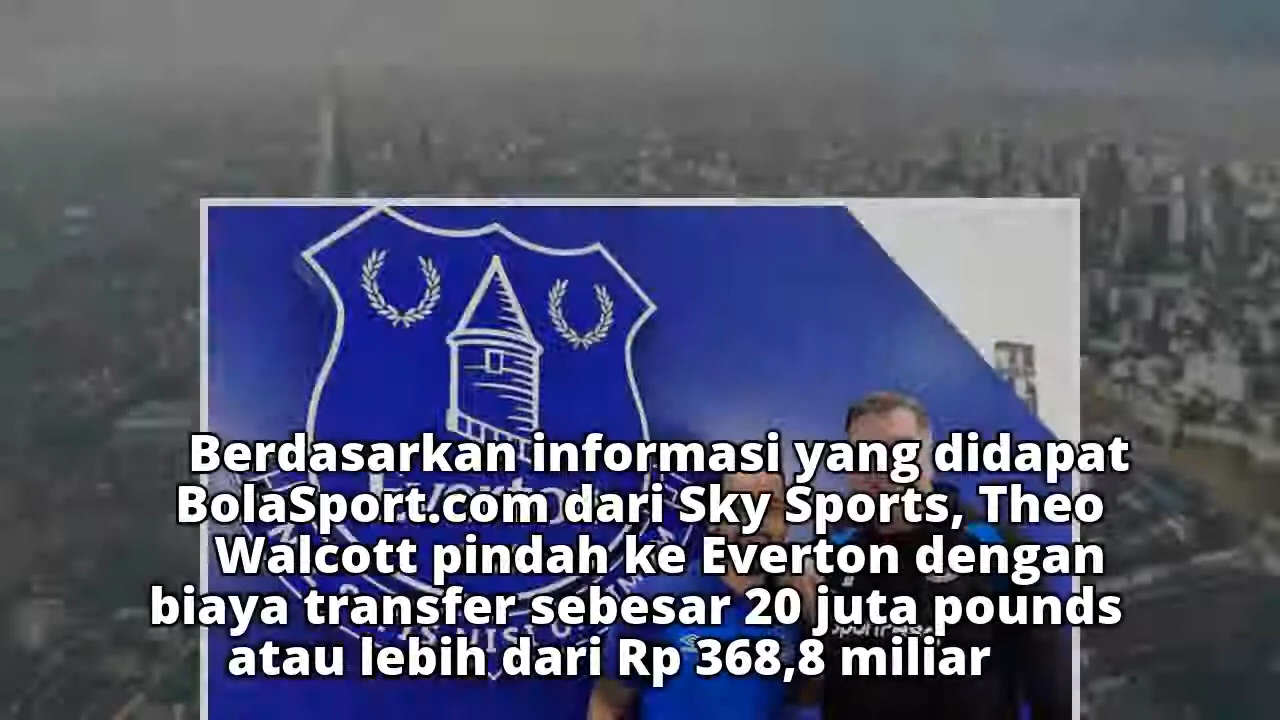 Berdasarkan informasi yang didapat
BolaSport.com dari Sky Sports, Theo
Walcott pindah ke Everton dengan
biaya transfer sebesar 20 juta pounds
atau lebih dari Rp 368,8 miliar